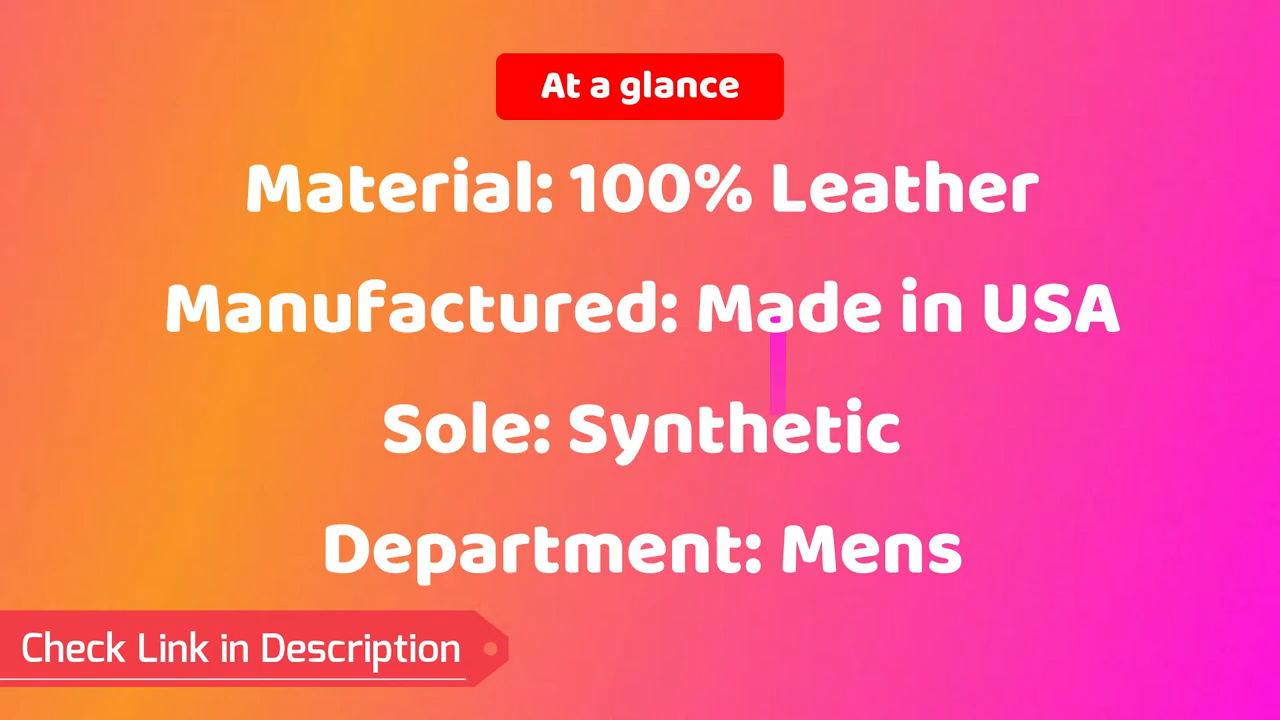 At a glance
Material: 100% Leather
Manufactured: Made in USA
Sole: Synthetic
Department: Mens
Check Link in Description